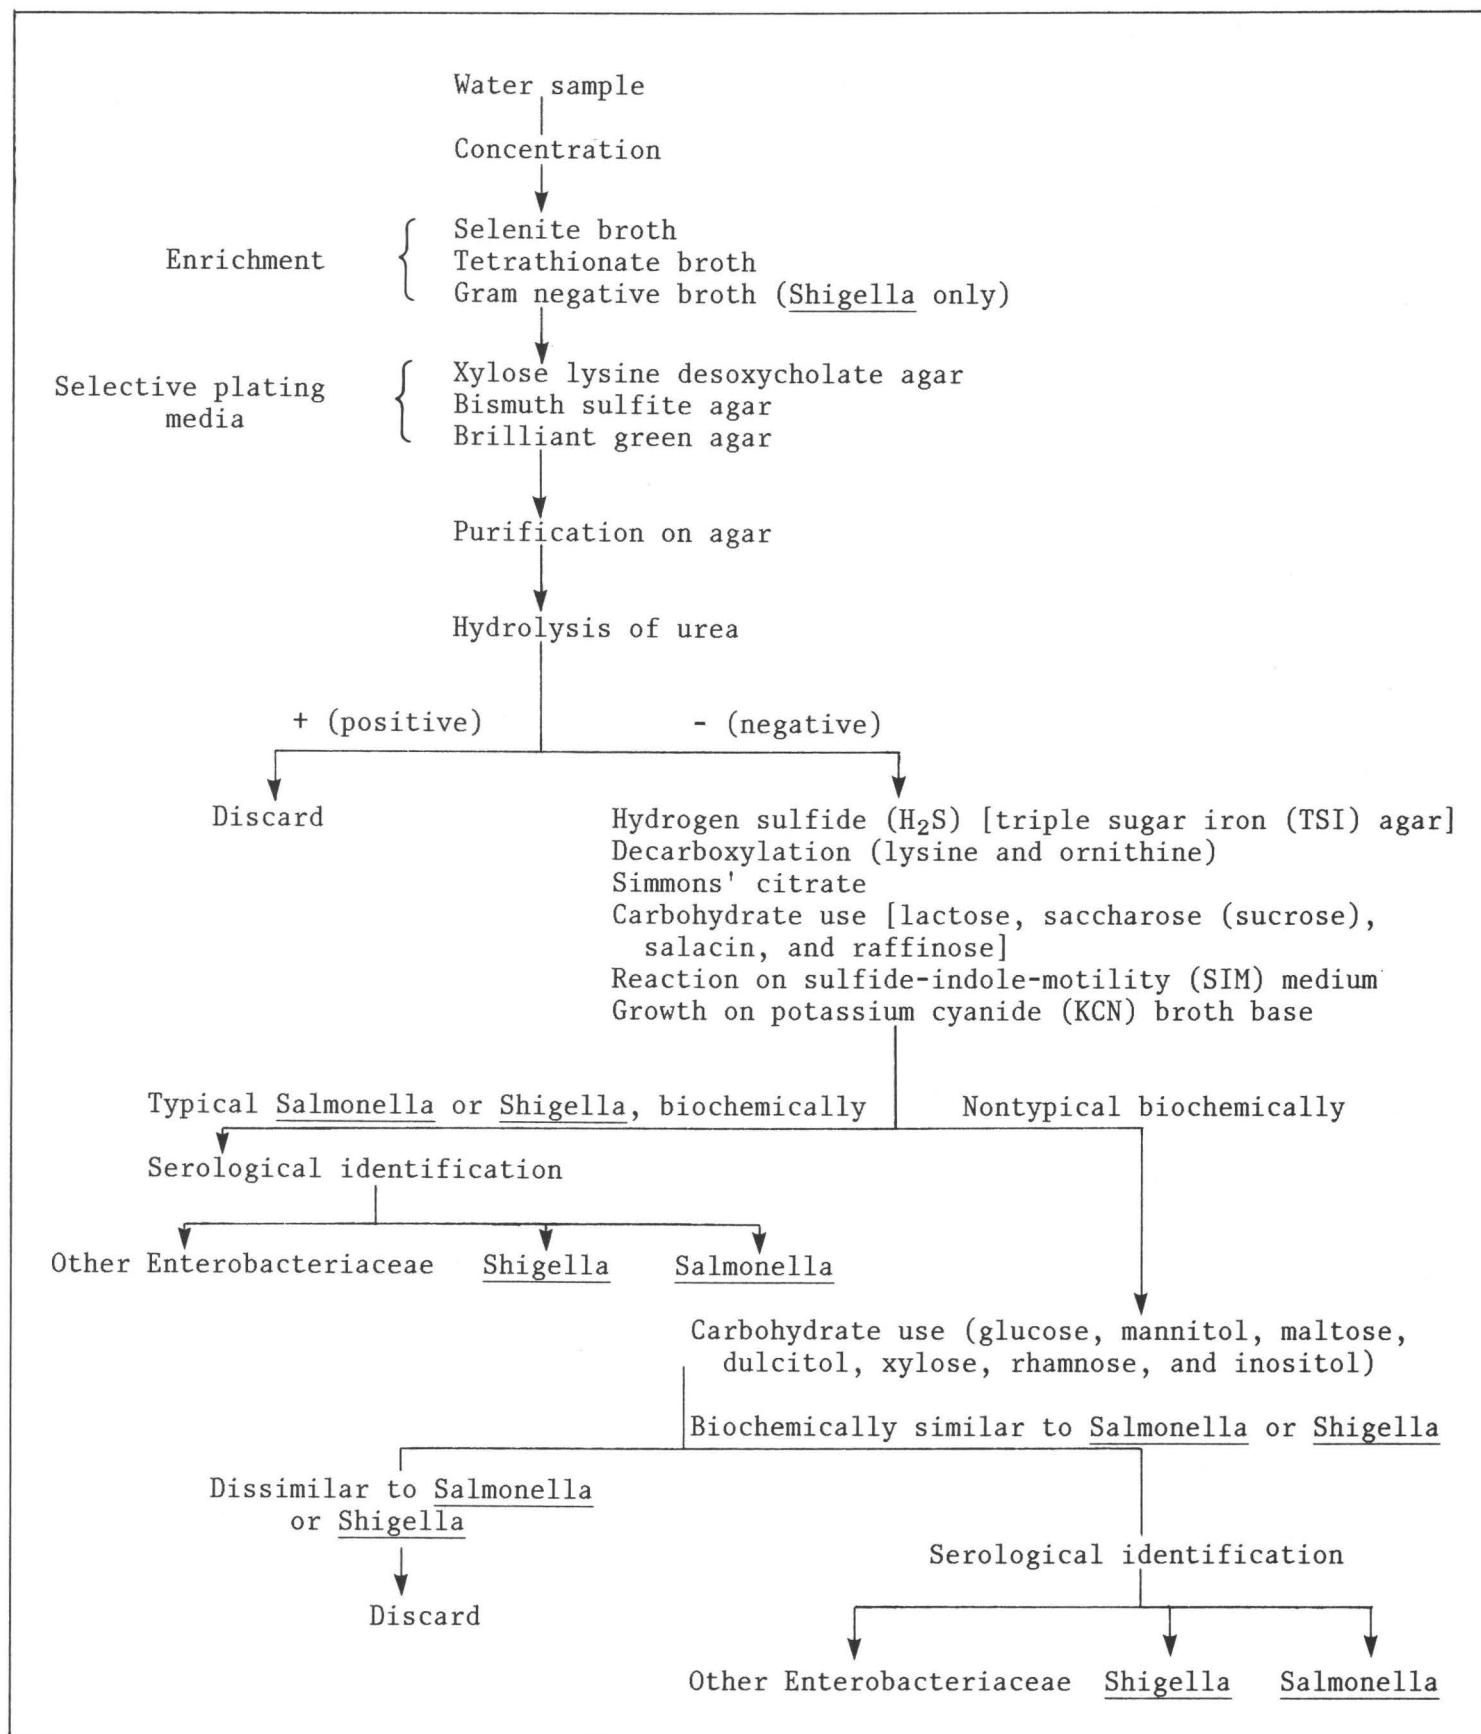 Water sample
Concentration
Enrichment
Selenite broth
Tetrathionate broth
Gram negative broth (Shigella only)
Selective plating
media
Xylose lysine desoxycholate agar
Bismuth sulfite agar
Brilliant green agar
Purification on agar
Hydrolysis of urea
+ (positive)
- (negative)
Discard
Hydrogen sulfide (H₂S) [triple sugar iron (TSI) agar]
Decarboxylation (lysine and ornithine)
Simmons' citrate
Carbohydrate use [lactose, saccharose (sucrose),
salacin, and raffinose]
Reaction on sulfide-indole-motility (SIM) medium
Growth on potassium cyanide (KCN) broth base
Typical Salmonella or Shigella, biochemically
Nontypical biochemically
Serological identification
Other Enterobacteriaceae
Shigella
Salmonella
Carbohydrate use (glucose, mannitol, maltose,
dulcitol, xylose, rhamnose, and inositol)
Biochemically similar to Salmonella or Shigella
Dissimilar to Salmonella
or Shigella
Discard
Serological identification
Other Enterobacteriaceae
Shigella
Salmonella